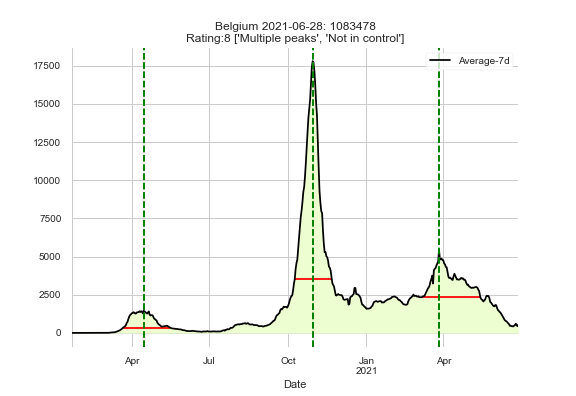 Belgium 2021-06-28: 1083478
Rating:8 ['Multiple peaks', 'Not in control']
Average-7d
17500
15000
12500
10000
7500
5000
2500
0
Apr Jul Oct Jan Apr
2021
Date